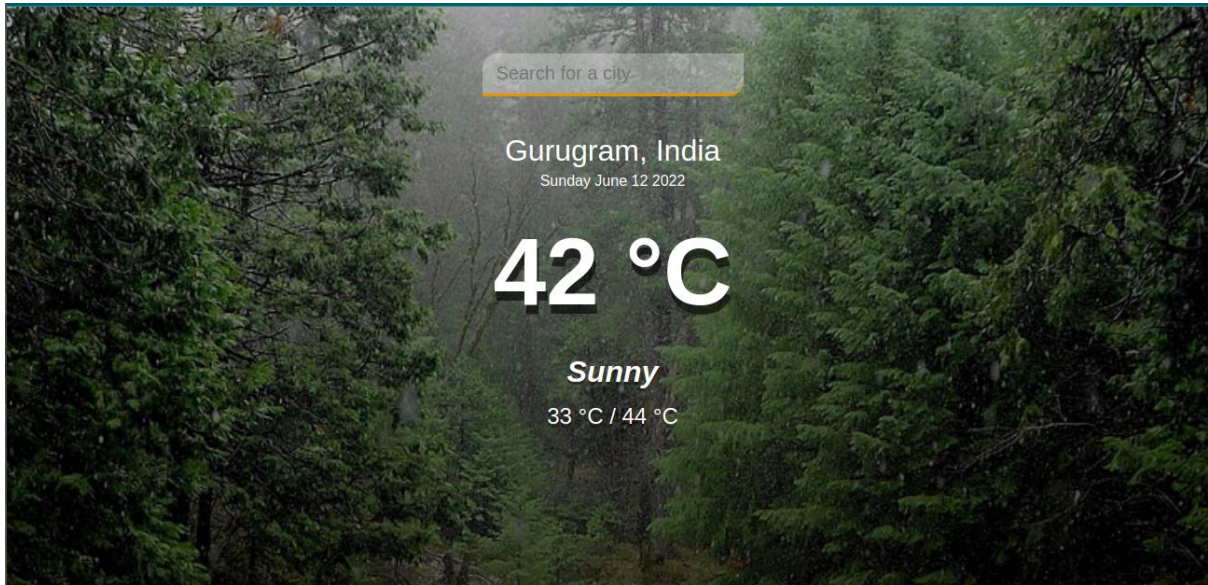 Search for a city
Gurugram, India
Sunday June 12 2022
42 °C
Sunny
33 °C / 44 °C